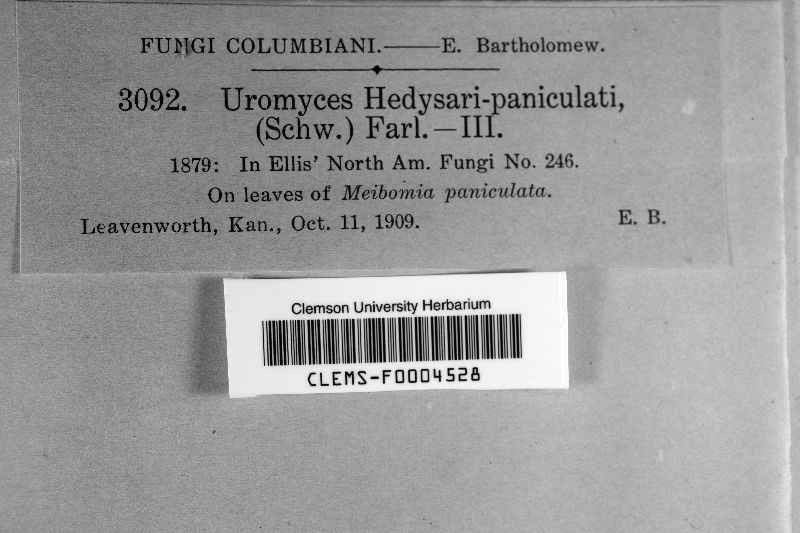 FUNGI COLUMBIANI.——E. Bartholomew.
3092. Uromyces Hedysari-paniculati,
(Schw.) Farl.—III.
1879: In Ellis' North Am. Fungi No. 246.
On leaves of Meibomia paniculata.
Leavenworth, Kan., Oct. 11, 1909. E. B.
Clemson University Herbarium
CLEMS-F0004528